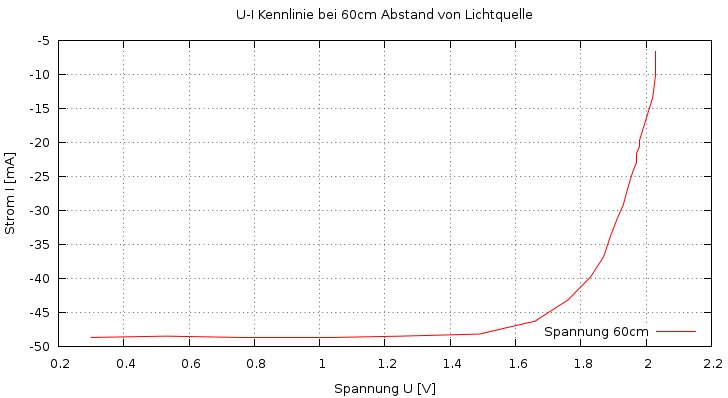 U-I Kennlinie bei 60cm Abstand von Lichtquelle
-5
-10
-15
-20
-25
-30
-35
-40
-45
-50
Strom I [mA]
Spannung 60cm
0.2 0.4 0.6 0.8 1 1.2 1.4 1.6 1.8 2 2.2
Spannung U [V]